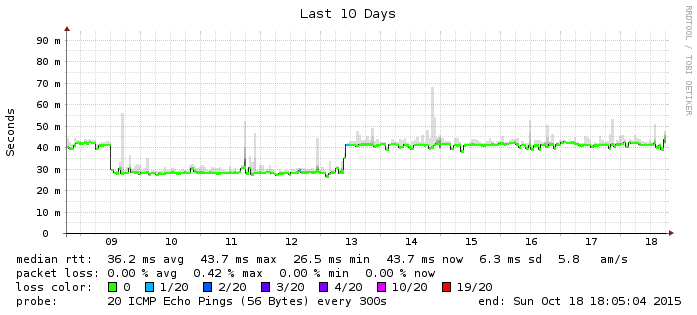 Last 10 Days
RRDTOOL / TOBI OETIKER
Seconds
90 m
80 m
70 m
60 m
50 m
40 m
30 m
20 m
10 m
0
09 10 11 12 13 14 15 16 17 18
median rtt: 36.2 ms avg 43.7 ms max 26.5 ms min 43.7 ms now 6.3 ms sd 5.8 am/s
packet loss: 0.00 % avg 0.42 % max 0.00 % min 0.00 % now
loss color: 0 1/20 2/20 3/20 4/20 10/20 19/20
probe: 20 ICMP Echo Pings (56 Bytes) every 300s end: Sun Oct 18 18:05:04 2015